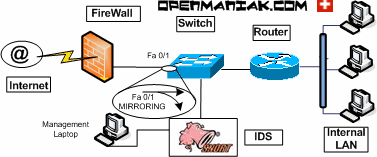 OPENMANIAK.COM
FireWall
Switch
Router
Fa 0/1
@
Internet
Fa 0/1
MIRRORING
Management
Laptop
SNORT
IDS
Internal
LAN